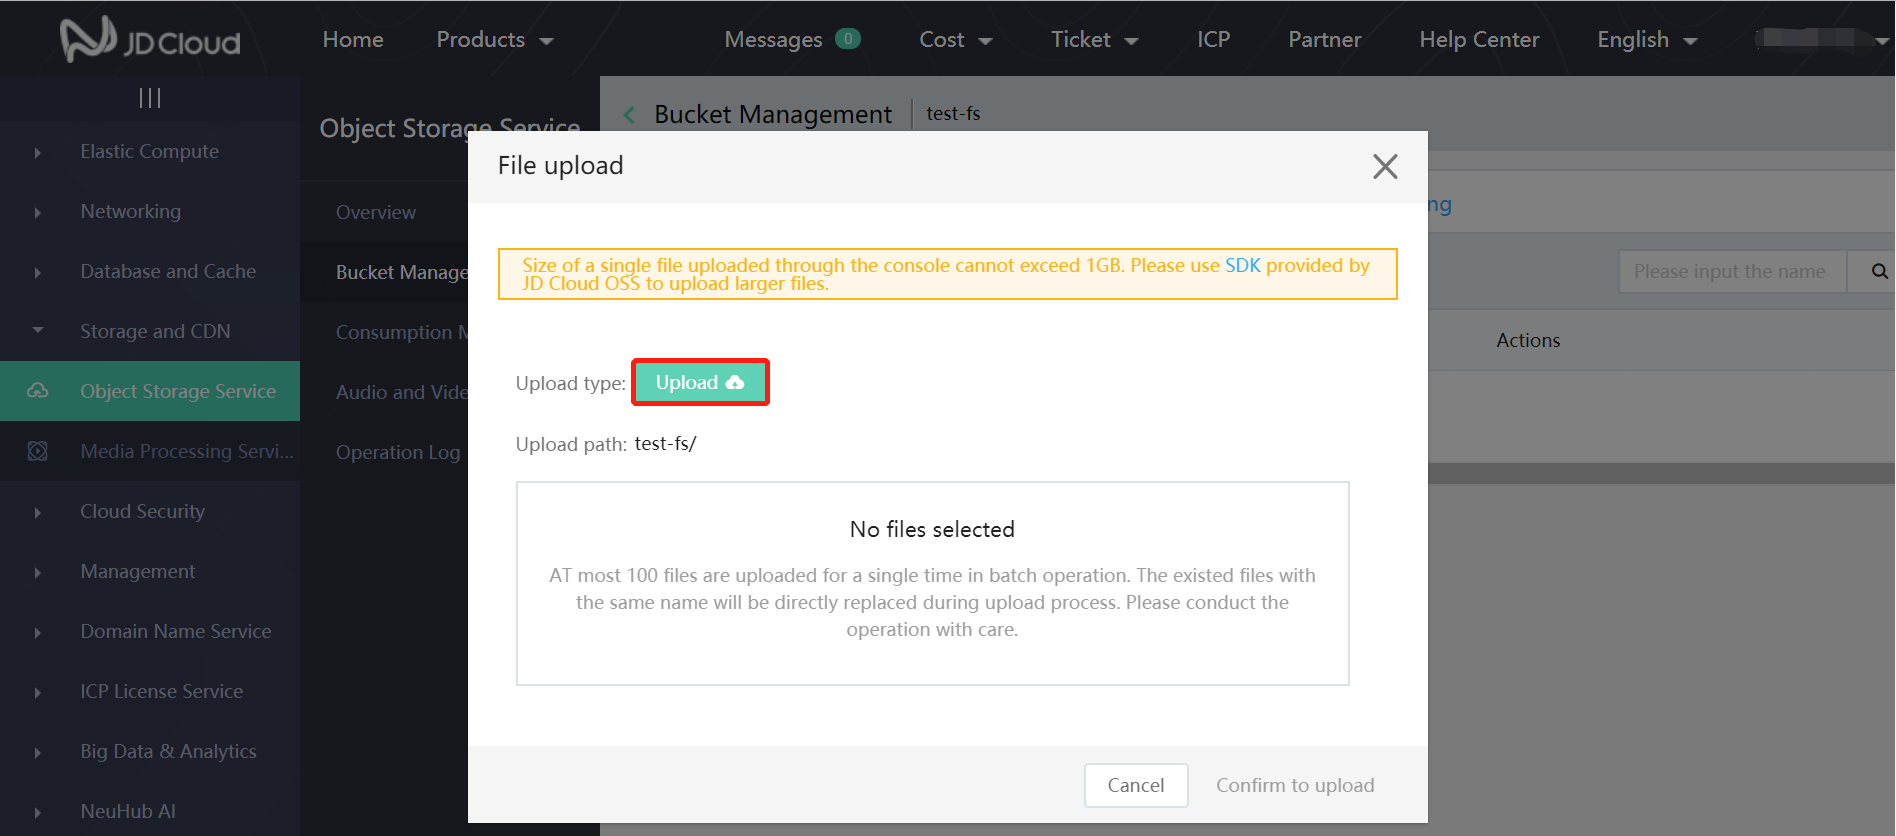 JD Cloud
Home
Products
Messages 0
Cost
Ticket
ICP
Partner
Help Center
English
Elastic Compute
Networking
Database and Cache
Storage and CDN
Object Storage Service
Media Processing Servi...
Cloud Security
Management
Domain Name Service
ICP License Service
Big Data & Analytics
NeuHub AI
Object Storage Service
Overview
Bucket Manage
Consumption M
Audio and Vide
Operation Log
Bucket Management
test-fs
ng
Please input the name
Actions
File upload
Size of a single file uploaded through the console cannot exceed 1GB. Please use SDK provided by
JD Cloud OSS to upload larger files.
Upload type: Upload
Upload path: test-fs/
No files selected
AT most 100 files are uploaded for a single time in batch operation. The existed files with
the same name will be directly replaced during upload process. Please conduct the
operation with care.
Cancel
Confirm to upload